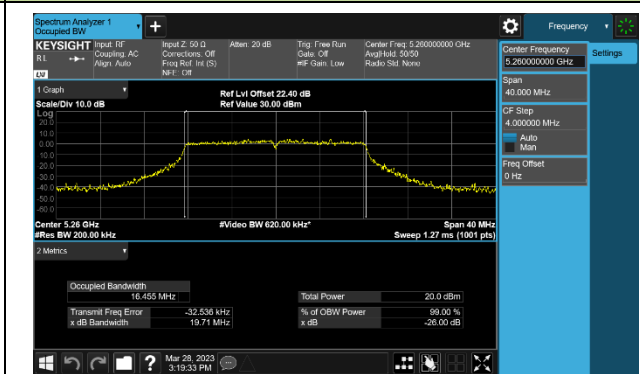 Spectrum Analyzer 1
Occupied BW
+
Frequency
KEYSIGHT
Input: RF
Coupling: AC
Align: Auto
Input Z: 50 Ω
Corrections: Off
Freq Ref: Int (S)
NFE: Off
Atten: 20 dB
Trig: Free Run
Gate: Off
#IF Gain: Low
Center Freq: 5.260000000 GHz
Avg|Hold: 50/50
Radio Std: None
RL
Center Frequency
5.260000000 GHz
Settings
Span
40.000 MHz
CF Step
4.000000 MHz
Auto
Man
Freq Offset
0 Hz
1 Graph
Scale/Div 10.0 dB
Ref Lvl Offset 22.40 dB
Ref Value 30.00 dBm
Log
20.0
10.0
0.00
-10.0
-20.0
-30.0
-40.0
-50.0
-60.0
Center 5.26 GHz
#Res BW 200.00 kHz
#Video BW 620.00 kHz*
Span 40 MHz
Sweep 1.27 ms (1001 pts)
2 Metrics
Occupied Bandwidth
16.455 MHz
Total Power 20.0 dBm
Transmit Freq Error -32.536 kHz
x dB Bandwidth 19.71 MHz
% of OBW Power 99.00 %
x dB -26.00 dB
?
Mar 28, 2023
3:19:33 PM